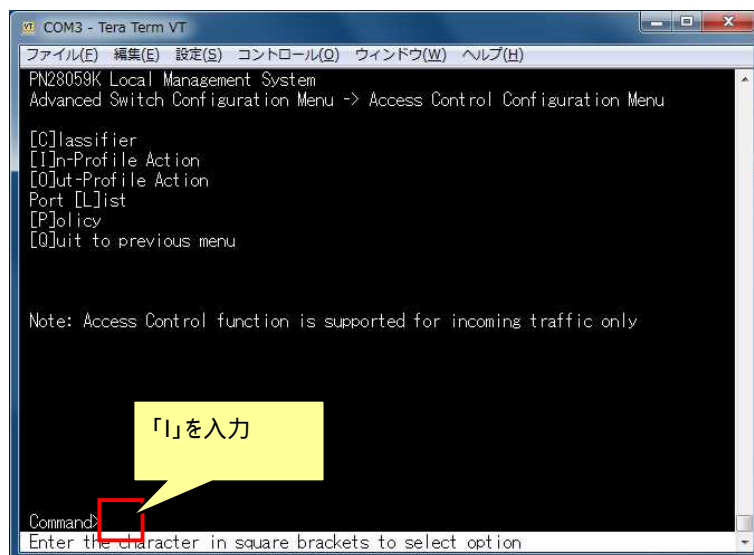 COM3 - Tera Term VT
ファイル(F) 編集(E) 設定(S) コントロール(O) ウィンドウ(W) ヘルプ(H)
PN28059K Local Management System
Advanced Switch Configuration Menu -> Access Control Configuration Menu
[C]lassifier
[I]n-Profile Action
[O]ut-Profile Action
Port [L]ist
[P]olicy
[Q]uit to previous menu
Note: Access Control function is supported for incoming traffic only
「I」を入力
Command>
Enter the character in square brackets to select option